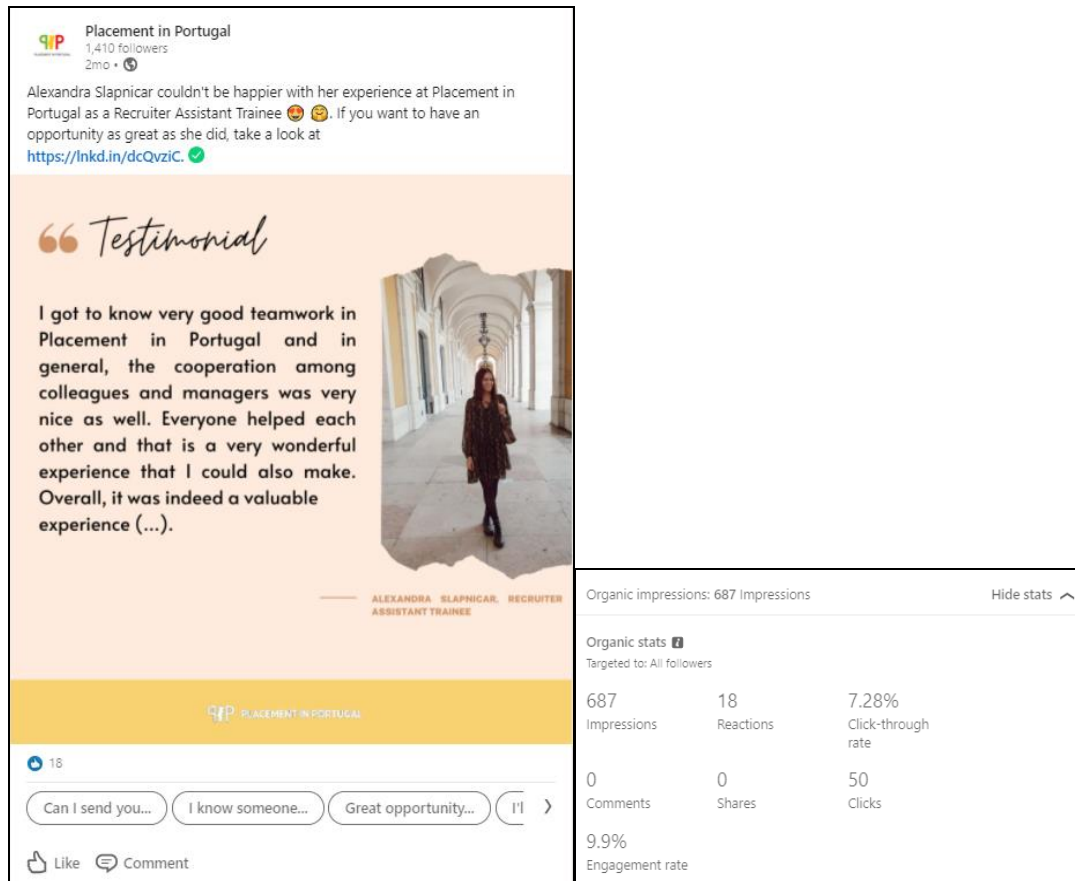 Placement in Portugal
1,410 followers
2mo •
Alexandra Slapnicar couldn't be happier with her experience at Placement in
Portugal as a Recruiter Assistant Trainee 😍 🤗. If you want to have an
opportunity as great as she did, take a look at
https://lnkd.in/dcQvziC. ✅
❝ Testimonial
I got to know very good teamwork in
Placement in Portugal and in
general, the cooperation among
colleagues and managers was very
nice as well. Everyone helped each
other and that is a very wonderful
experience that I could also make.
Overall, it was indeed a valuable
experience (...).
ALEXANDRA SLAPNICAR, RECRUITER
ASSISTANT TRAINEE
PIP PLACEMENT IN PORTUGAL
18
Can I send you...
I know someone...
Great opportunity...
I'l
Like Comment
Organic impressions: 687 Impressions Hide stats
Organic stats
Targeted to: All followers
687 18 7.28%
Impressions Reactions Click-through
rate
0 0 50
Comments Shares Clicks
9.9%
Engagement rate